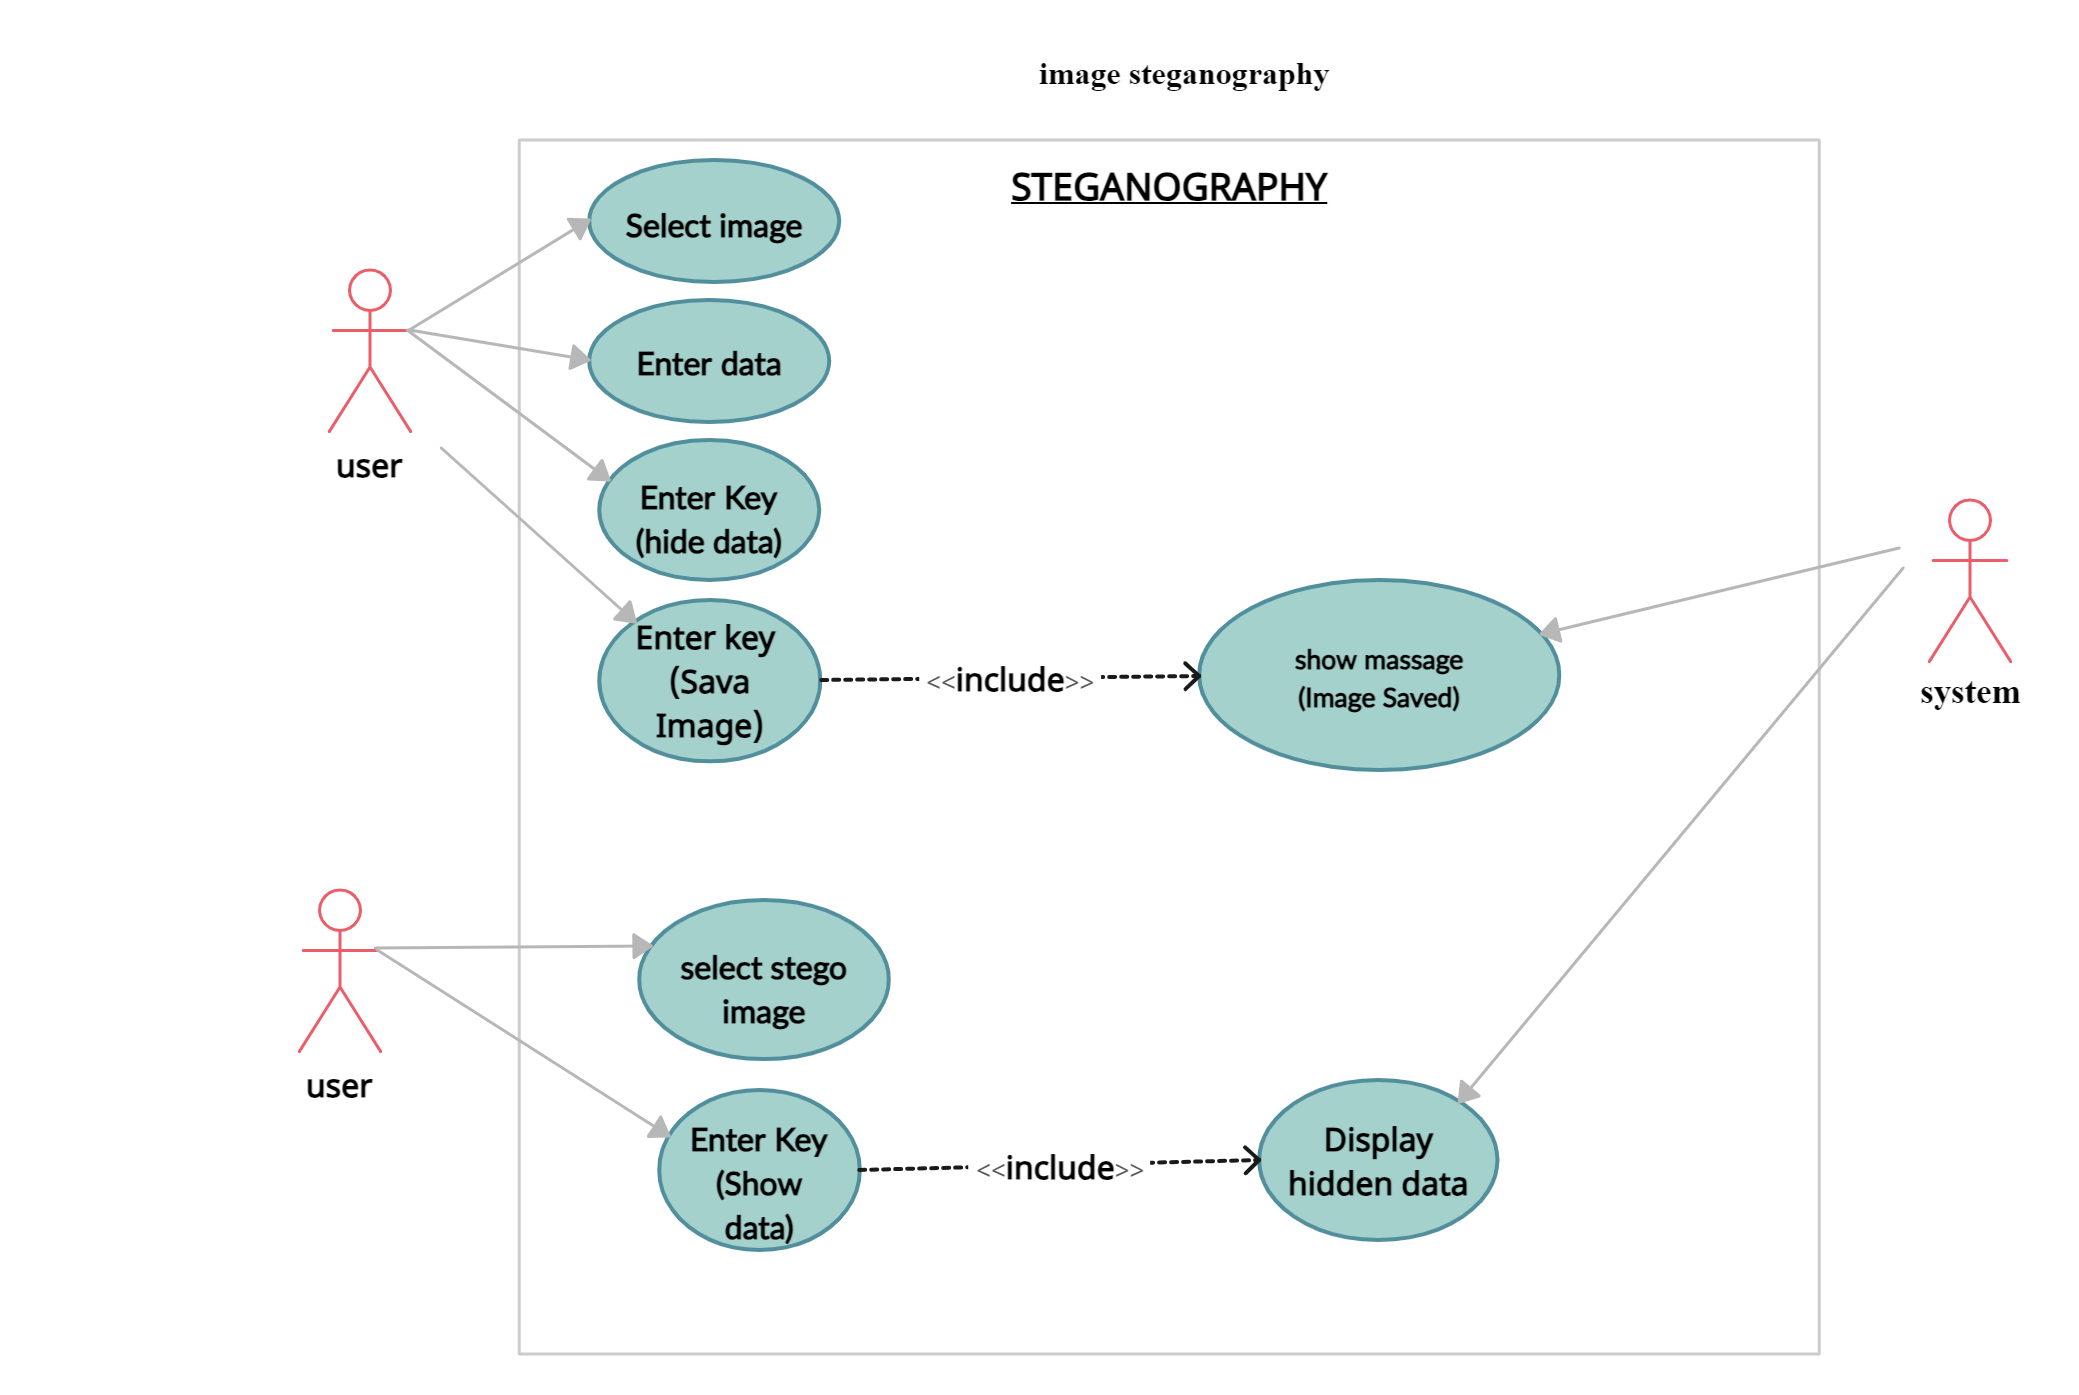 image steganography
STEGANOGRAPHY
Select image
Enter data
Enter Key
(hide data)
user
Enter key
(Sava
Image)
<<include>>
show massage
(Image Saved)
system
select stego
image
user
Enter Key
(Show
data)
<<include>>
Display
hidden data